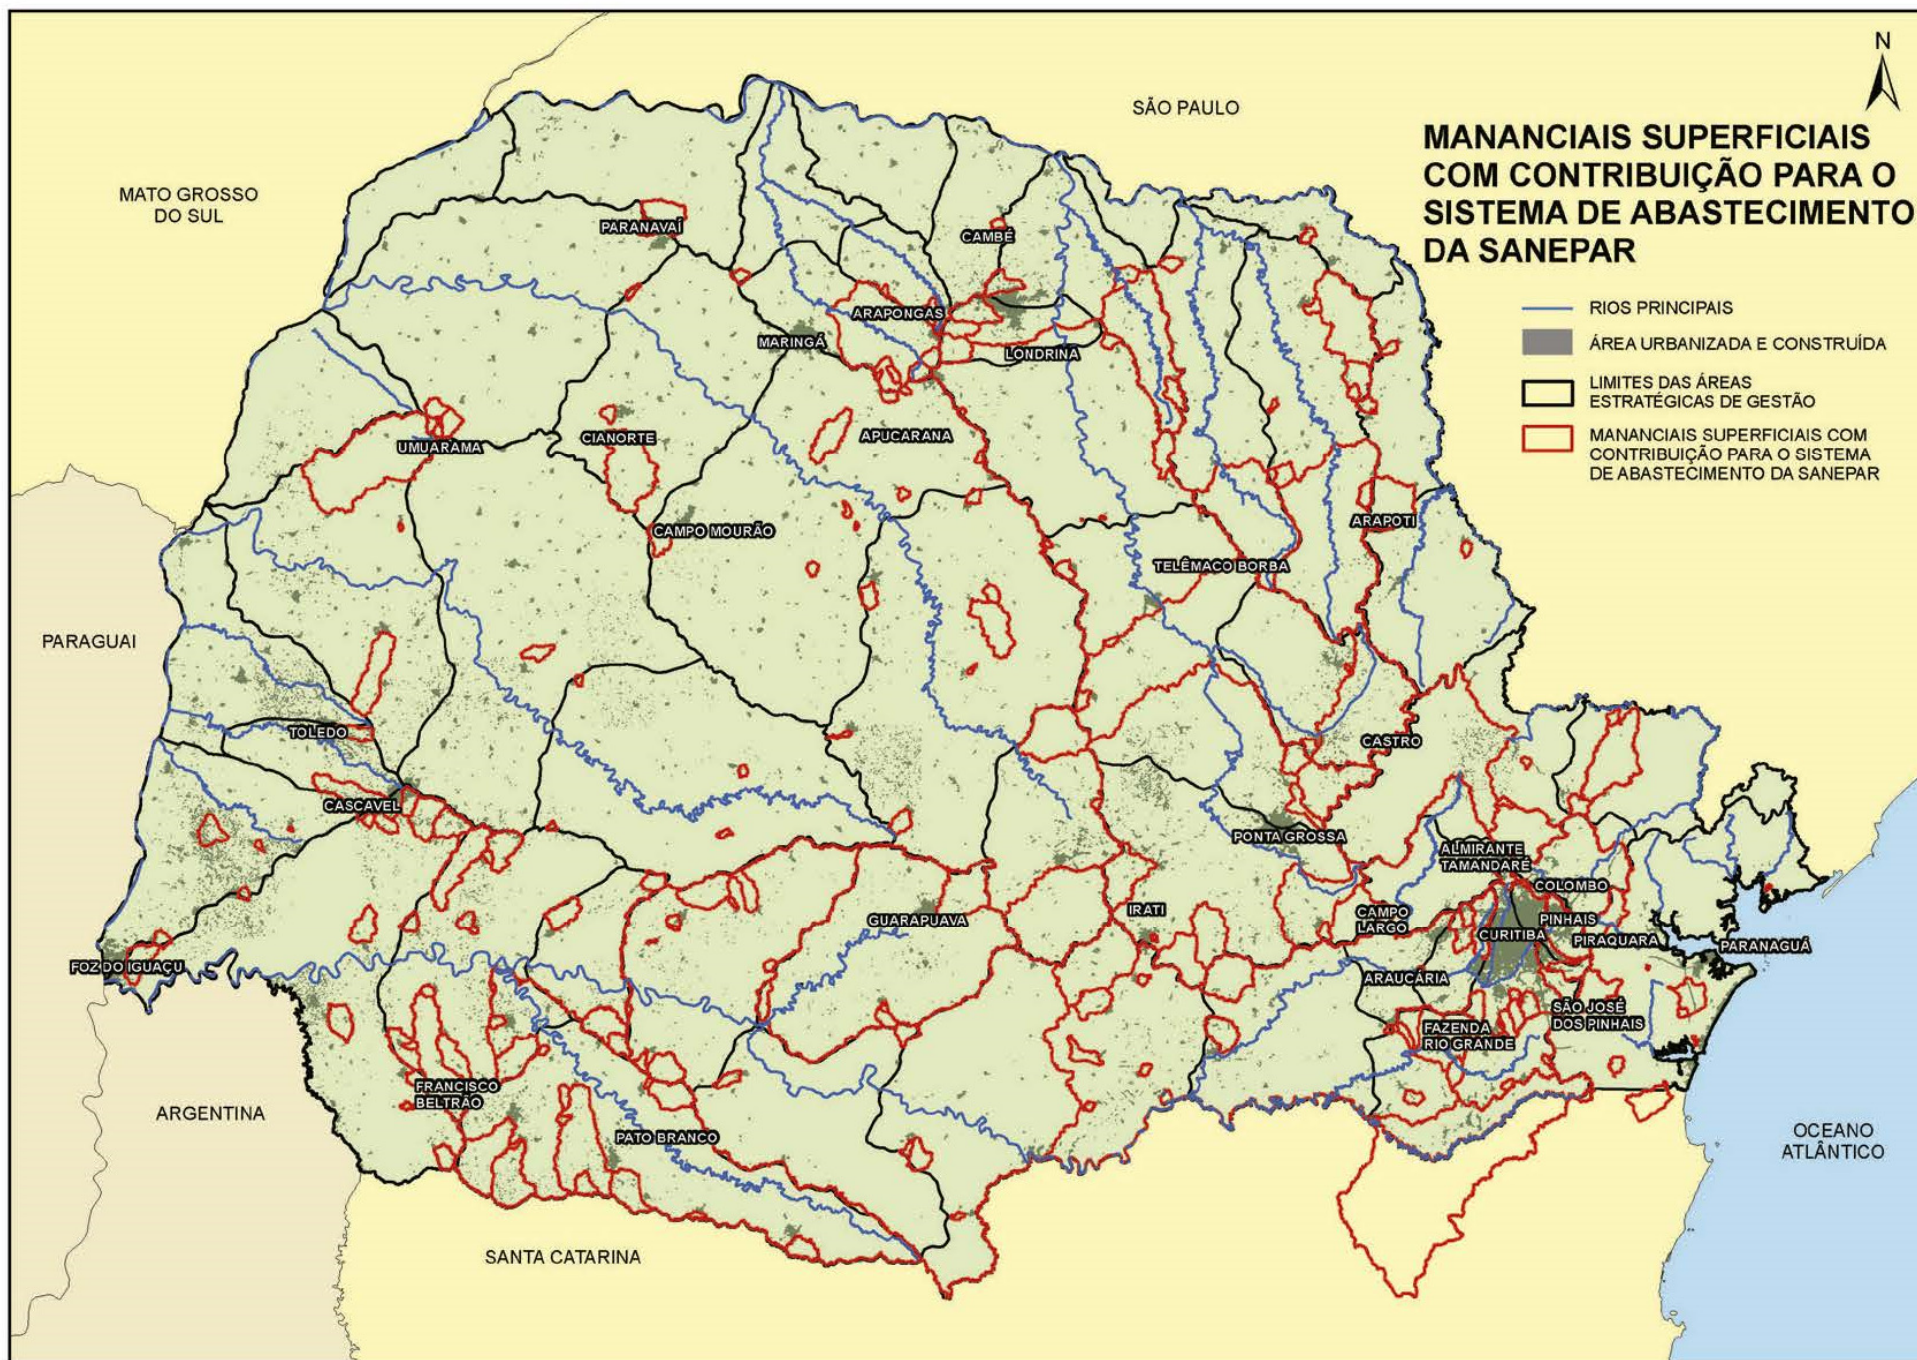 N
SÃO PAULO
MANANCIAIS SUPERFICIAIS
COM CONTRIBUIÇÃO PARA O
SISTEMA DE ABASTECIMENTO
DA SANEPAR
MATO GROSSO
DO SUL
PARANAVAÍ
CAMBÉ
RIOS PRINCIPAIS
ÁREA URBANIZADA E CONSTRUÍDA
LIMITES DAS ÁREAS
ESTRATÉGICAS DE GESTÃO
MANANCIAIS SUPERFICIAIS COM
CONTRIBUIÇÃO PARA O SISTEMA
DE ABASTECIMENTO DA SANEPAR
ARAPONGAS
MARINGÁ
LONDRINA
UMUARAMA
CIANORTE
APUCARANA
CAMPO MOURÃO
ARAPOTI
TELÊMACO BORBA
PARAGUAI
TOLEDO
CASTRO
CASCAVEL
PONTA GROSSA
ALMIRANTE
TAMANDARÉ
COLOMBO
GUARAPUAVA
IRATI
CAMPO
LARGO
PINHAIS
CURITIBA
PIRAQUARA
PARANAGUÁ
FOZ DO IGUAÇU
ARAUCÁRIA
SÃO JOSÉ
DOS PINHAIS
FAZENDA
RIO GRANDE
FRANCISCO
BELTRÃO
ARGENTINA
PATO BRANCO
OCEANO
ATLÂNTICO
SANTA CATARINA